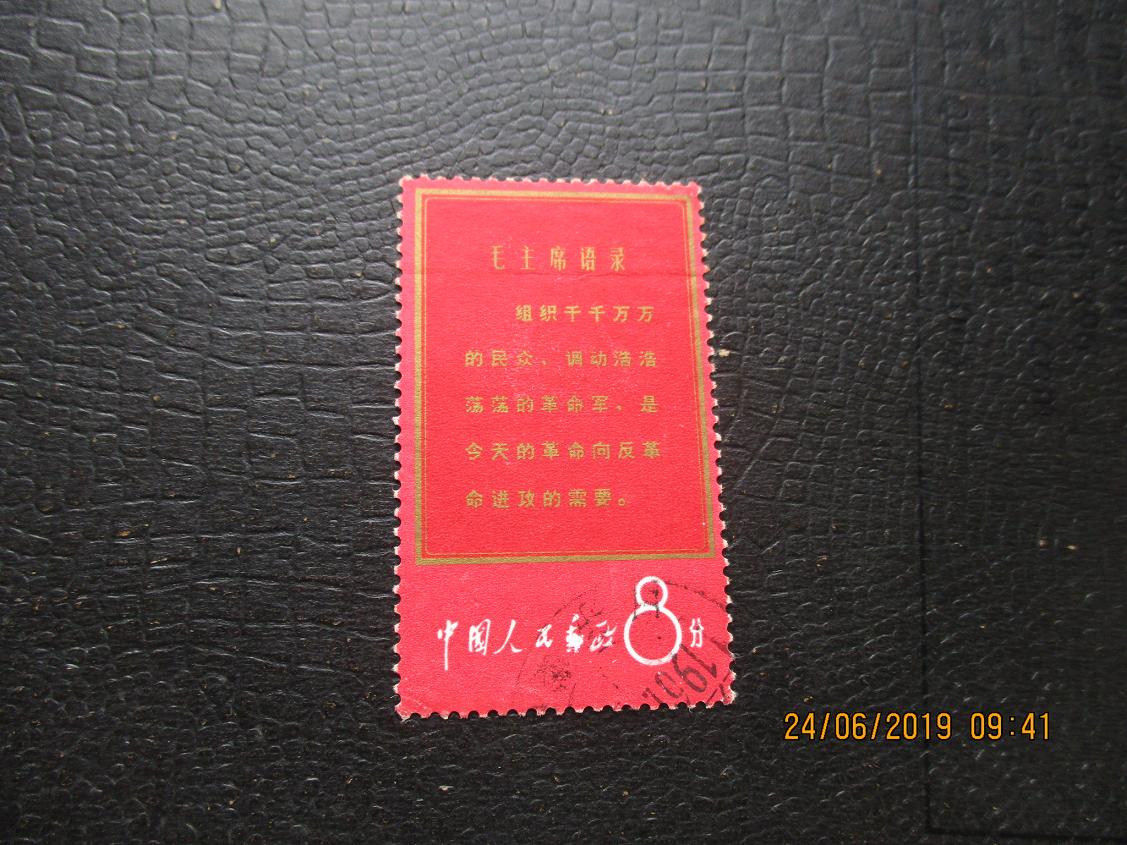 毛主席语录
组织千千万万
的民众、调动浩浩
荡荡的革命军，是
今天的革命向反革
命进攻的需要。
中国人民邮政 8分
24/06/2019 09:41